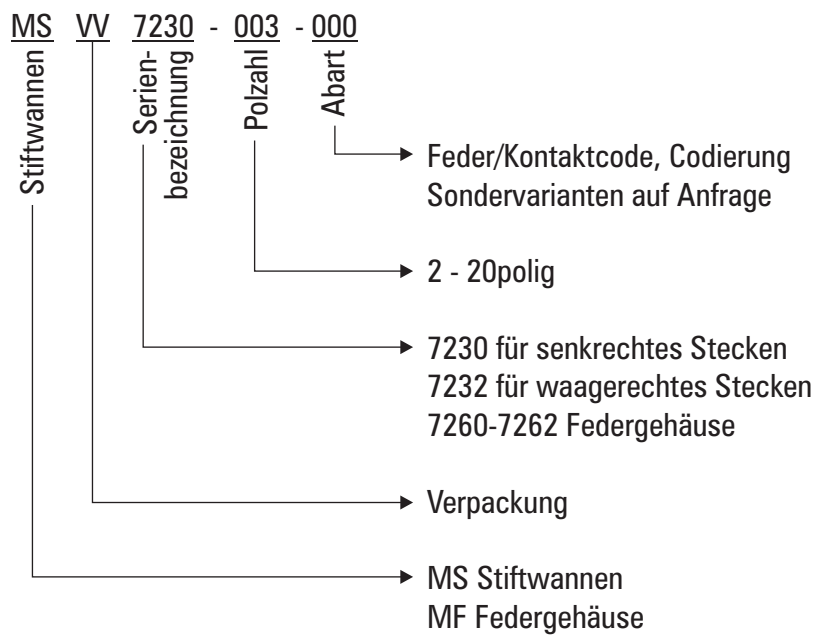 MS VV 7230 - 003 - 000
Stiftwannen
Serien-
bezeichnung
Polzahl
Abart
Feder/Kontaktcode, Codierung
Sondervarianten auf Anfrage
2 - 20polig
7230 für senkrechtes Stecken
7232 für waagerechtes Stecken
7260-7262 Federgehäuse
Verpackung
MS Stiftwannen
MF Federgehäuse